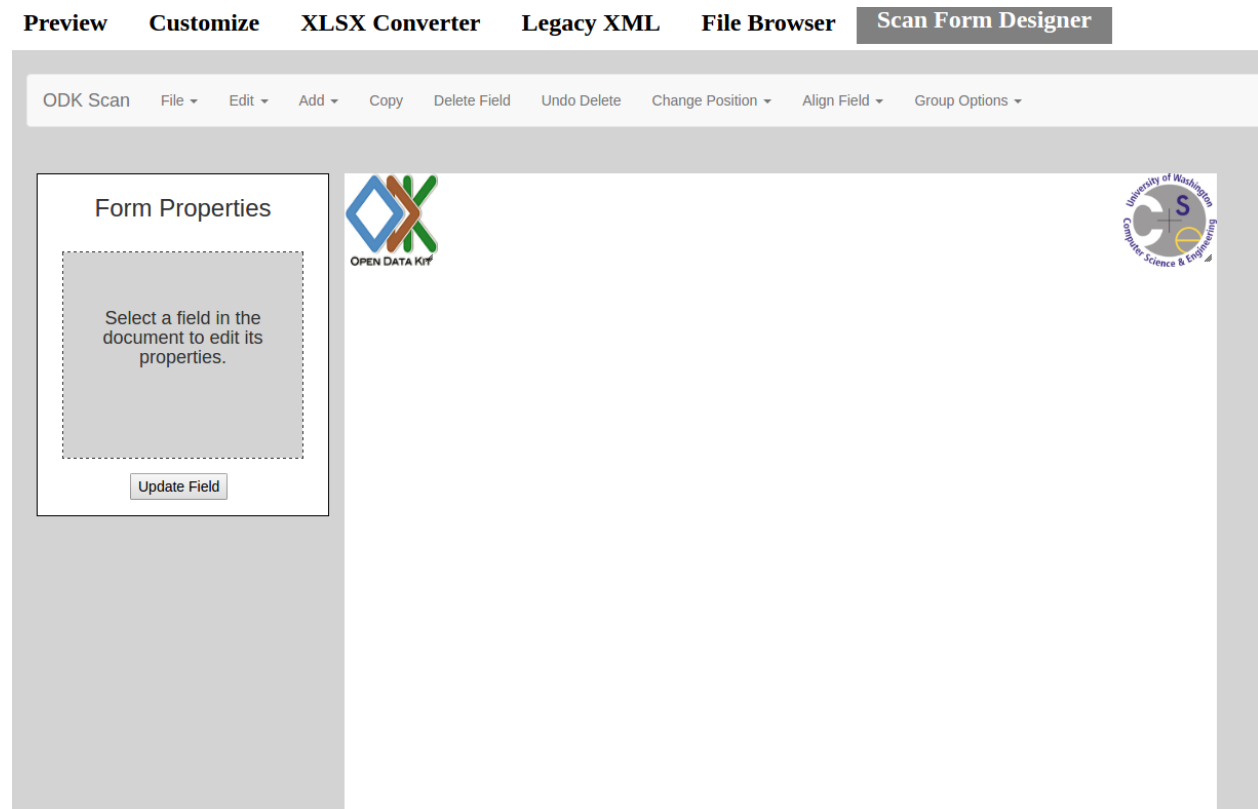 Preview Customize XLSX Converter Legacy XML File Browser Scan Form Designer
ODK Scan File Edit Add Copy Delete Field Undo Delete Change Position Align Field Group Options
Form Properties
Select a field in the
document to edit its
properties.
Update Field
OPEN DATA KIT
University of Washington
C S e
Computer Science & Engineering